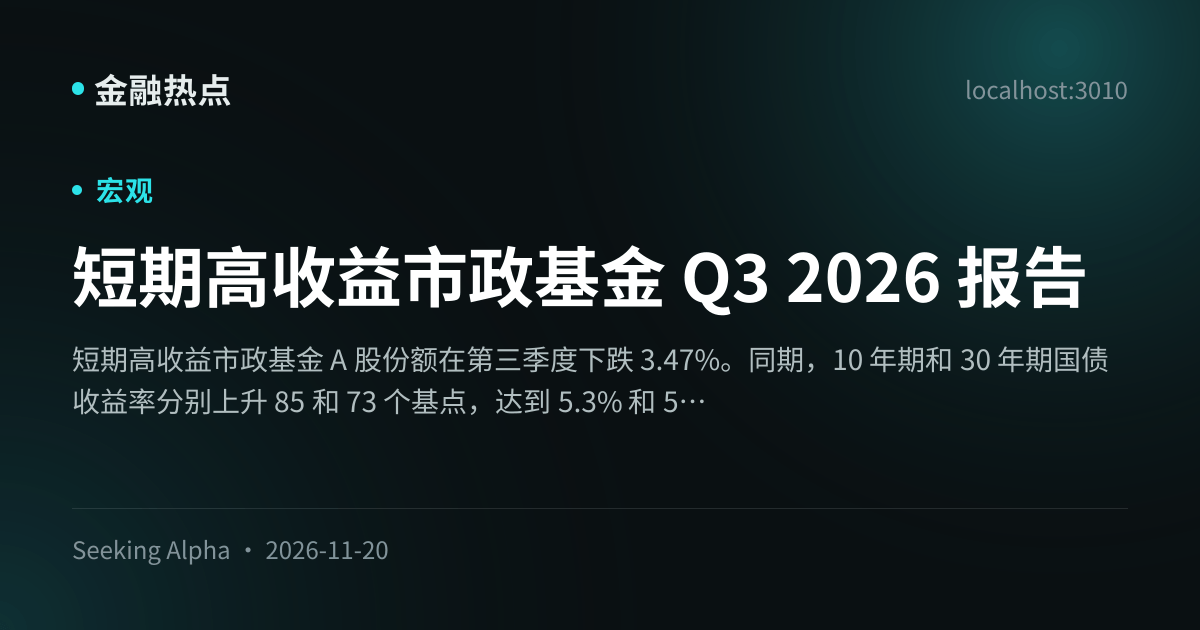 金融热点
localhost:3010
宏观
短期高收益市政基金 Q3 2026 报告
短期高收益市政基金 A 股份额在第三季度下跌 3.47%。同期，10 年期和 30 年期国债
收益率分别上升 85 和 73 个基点，达到 5.3% 和 5…
Seeking Alpha · 2026-11-20